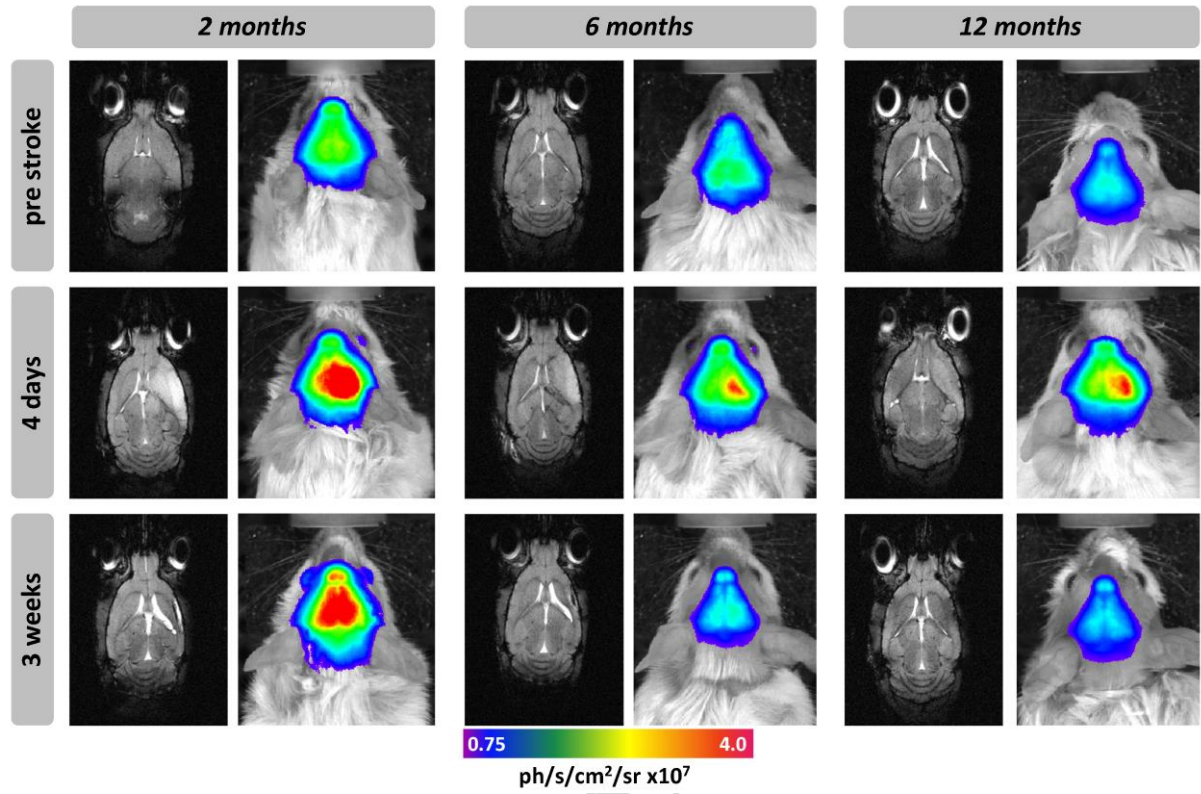 2 months
6 months
12 months
pre stroke
4 days
3 weeks
0.75
4.0
ph/s/cm²/sr x10⁷